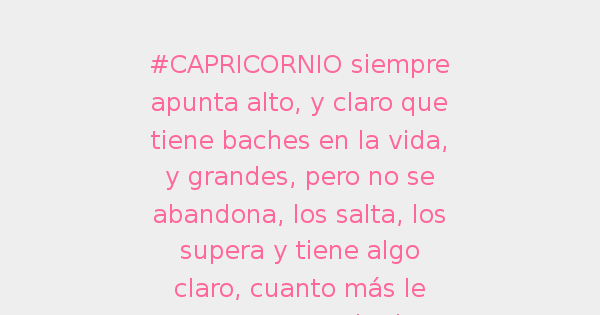 #CAPRICORNIO siempre
apunta alto, y claro que
tiene baches en la vida,
y grandes, pero no se
abandona, los salta, los
supera y tiene algo
claro, cuanto más le